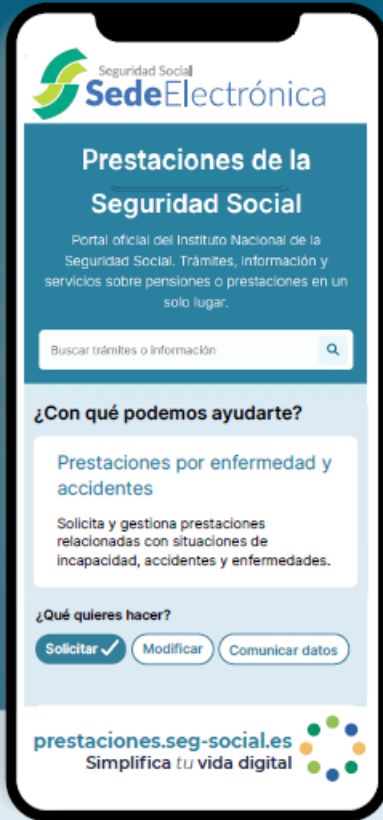 Seguridad Social
SedeElectrónica
Prestaciones de la
Seguridad Social
Portal oficial del Instituto Nacional de la
Seguridad Social. Trámites, información y
servicios sobre pensiones o prestaciones en un
solo lugar.
Buscar trámites o información
¿Con qué podemos ayudarte?
Prestaciones por enfermedad y
accidentes
Solicita y gestiona prestaciones
relacionadas con situaciones de
incapacidad, accidentes y enfermedades.
¿Qué quieres hacer?
Solicitar Modificar Comunicar datos
prestaciones.seg-social.es
Simplifica tu vida digital